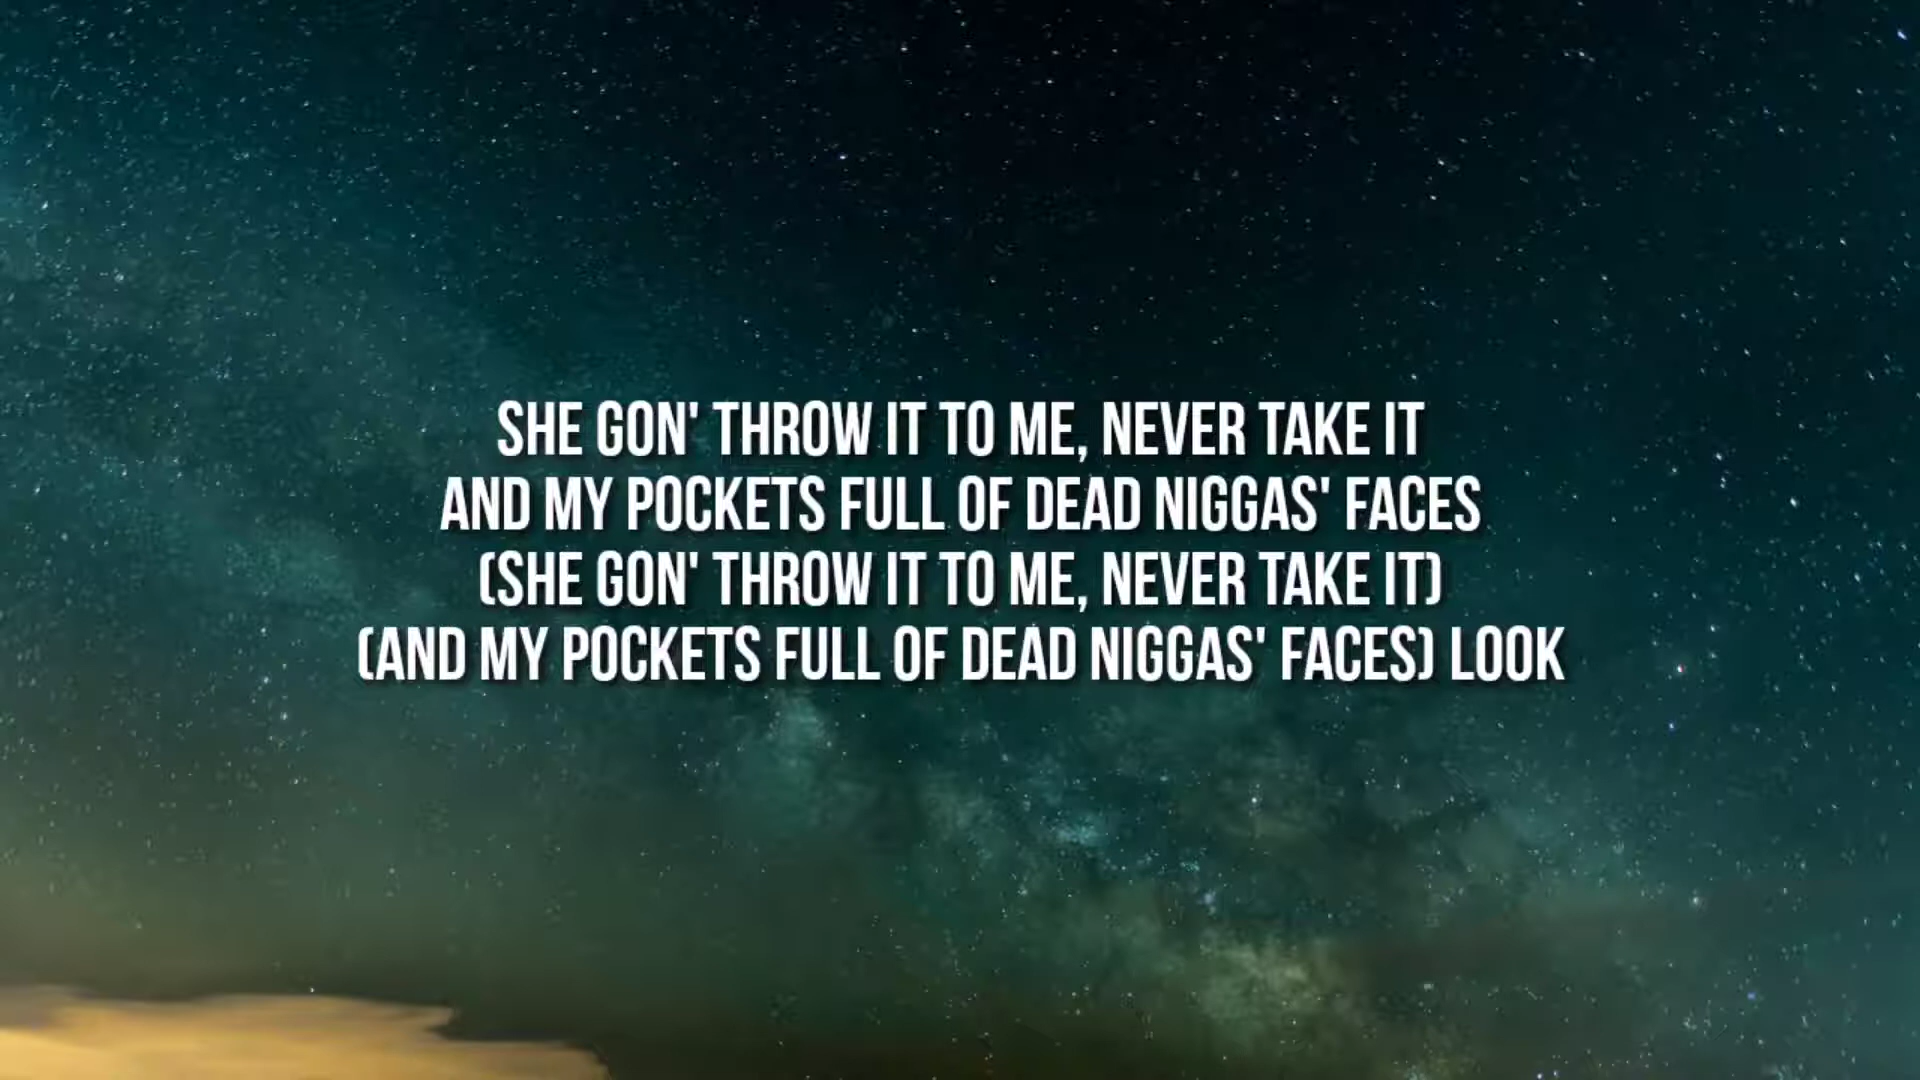 SHE GON' THROW IT TO ME, NEVER TAKE IT
AND MY POCKETS FULL OF DEAD NIGGAS' FACES
(SHE GON' THROW IT TO ME, NEVER TAKE IT)
(AND MY POCKETS FULL OF DEAD NIGGAS' FACES) LOOK